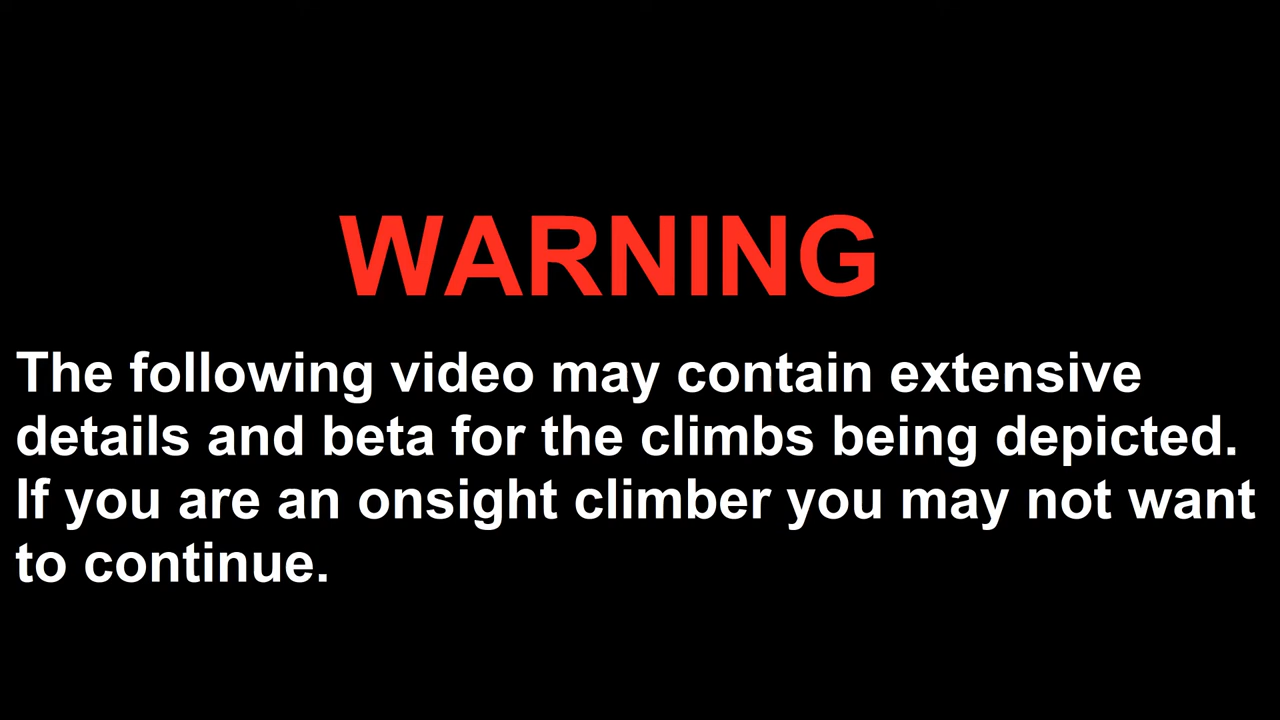 WARNING
The following video may contain extensive
details and beta for the climbs being depicted.
If you are an onsight climber you may not want
to continue.